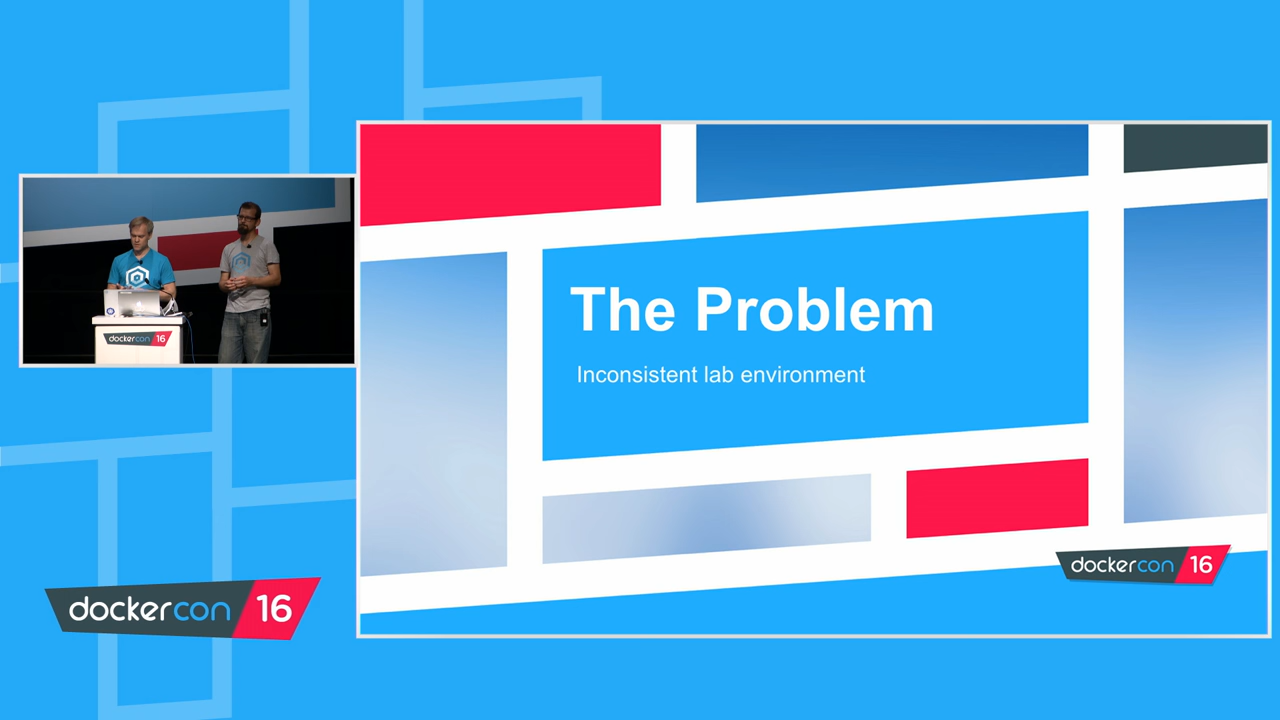 The Problem
Inconsistent lab environment
dockercon 16
dockercon 16
dockercon 16